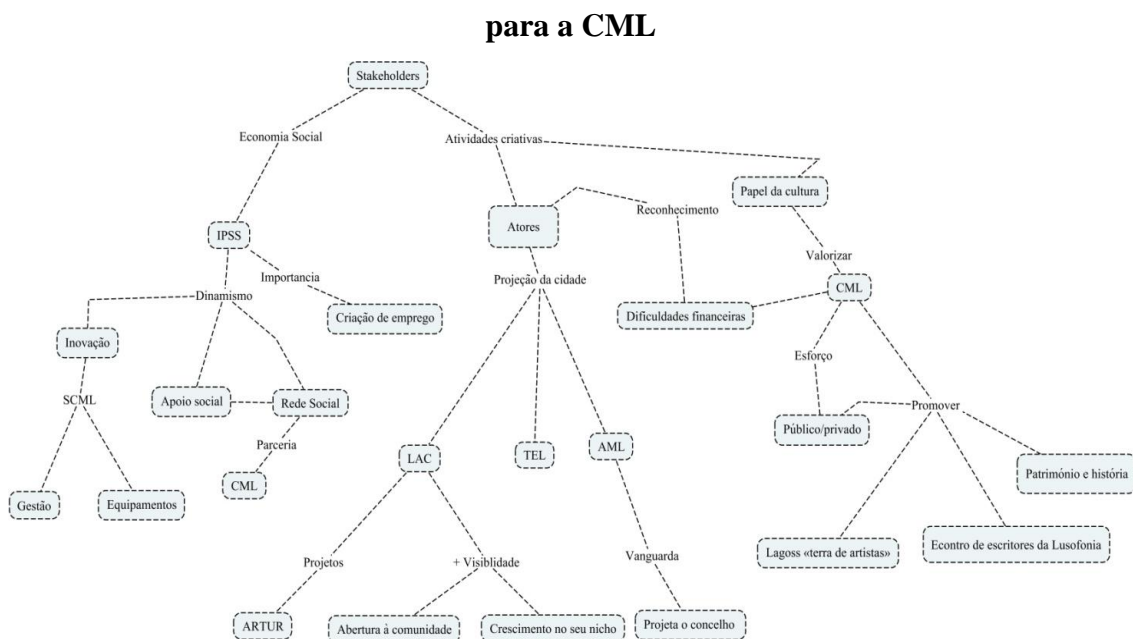 para a CML
Stakeholders
Economia Social
Atividades criativas
Papel da cultura
Reconhecimento
Atores
IPSS
Valorizar
Importancia
Projeção da cidade
CML
Dinamismo
Criação de emprego
Dificuldades financeiras
Inovação
Esforço
SCML
Apoio social
Rede Social
Promover
Público/privado
Parceria
LAC
TEL
AML
Património e história
CML
Gestão
Equipamentos
Lagoss «terra de artistas»
Econtro de escritores da Lusofonia
Projetos
+ Visiblidade
Vanguarda
ARTUR
Abertura à comunidade
Crescimento no seu nicho
Projeta o concelho